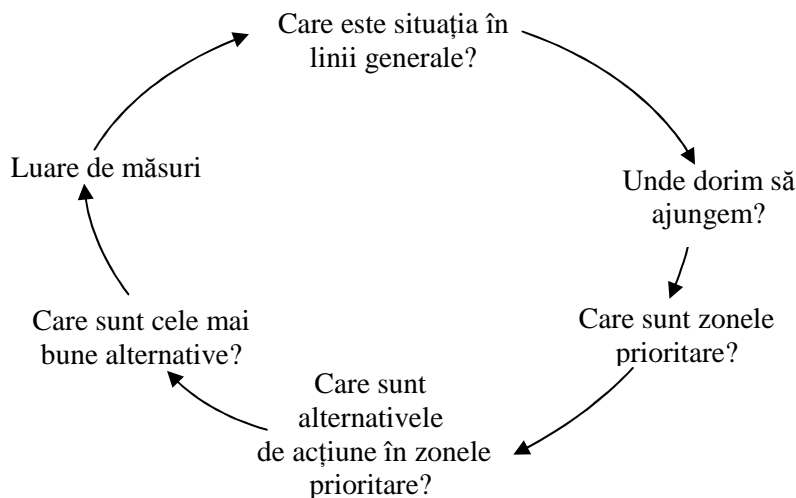 Care este situația în
linii generale?
Unde dorim să
ajungem?
Care sunt zonele
prioritare?
Care sunt
alternativele
de acțiune în zonele
prioritare?
Care sunt cele mai
bune alternative?
Luare de măsuri